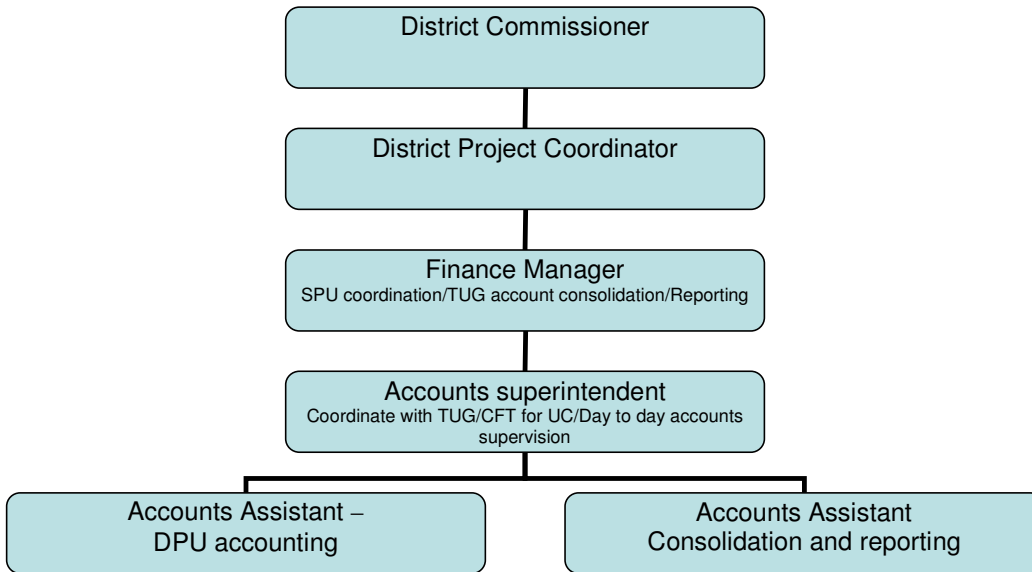 District Commissioner
District Project Coordinator
Finance Manager
SPU coordination/TUG account consolidation/Reporting
Accounts superintendent
Coordinate with TUG/CFT for UC/Day to day accounts
supervision
Accounts Assistant –
DPU accounting
Accounts Assistant
Consolidation and reporting